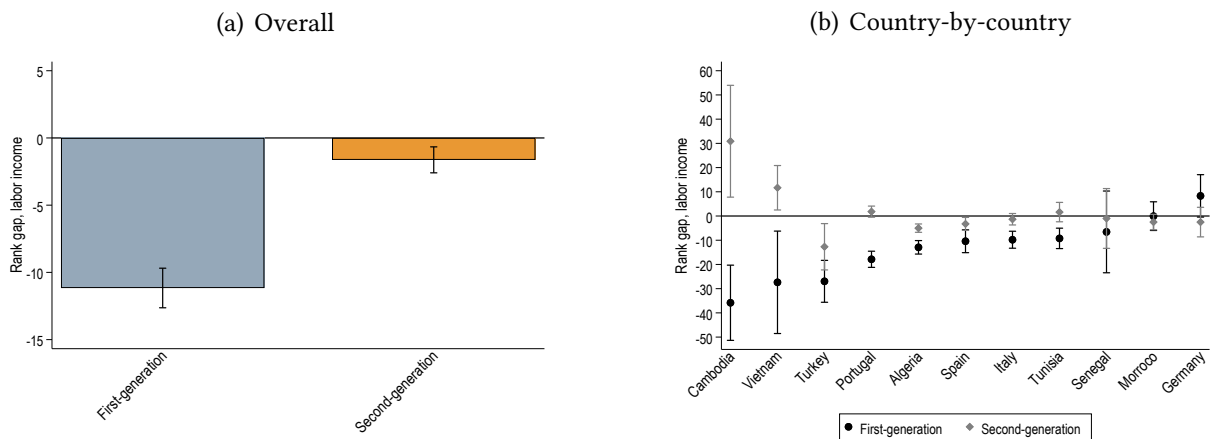 (a) Overall
5
0
-5
-10
-15
Rank gap, labor income
First-generation
Second-generation
(b) Country-by-country
60
50
40
30
20
10
0
-10
-20
-30
-40
-50
Rank gap, labor income
Cambodia
Vietnam
Turkey
Portugal
Algeria
Spain
Italy
Tunisia
Senegal
Morroco
Germany
First-generation Second-generation